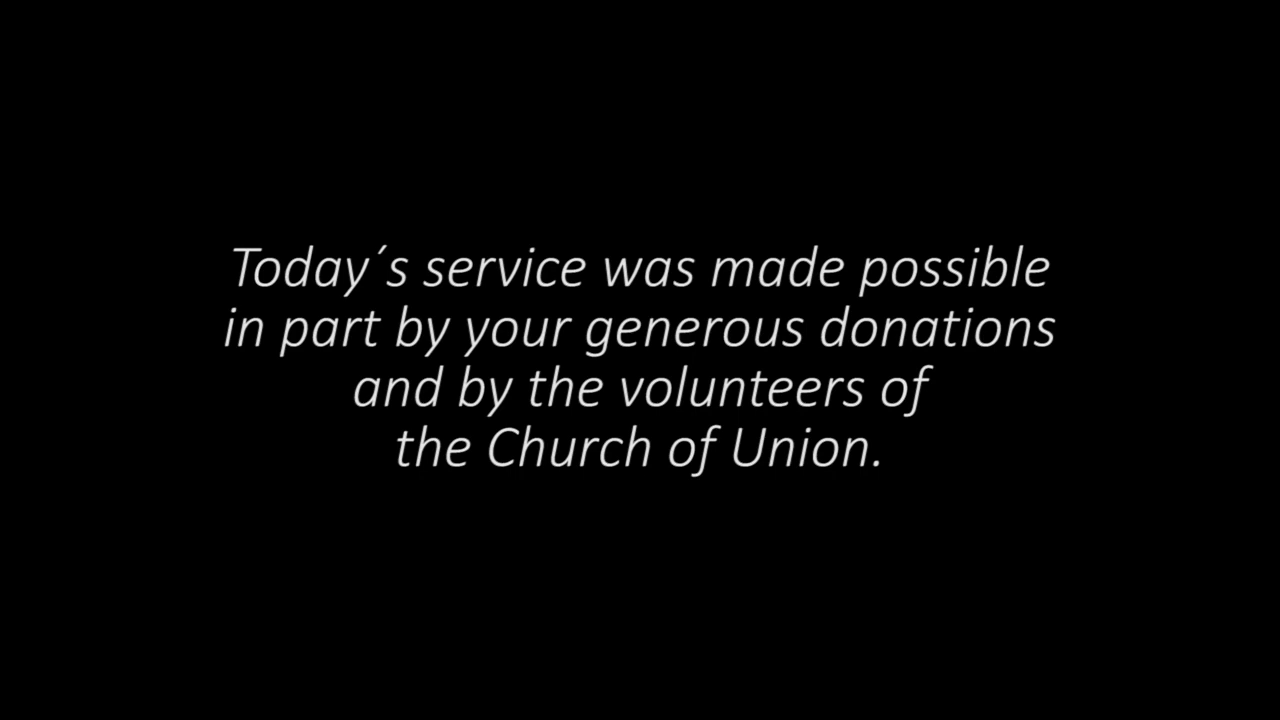 Today´s service was made possible
in part by your generous donations
and by the volunteers of
the Church of Union.